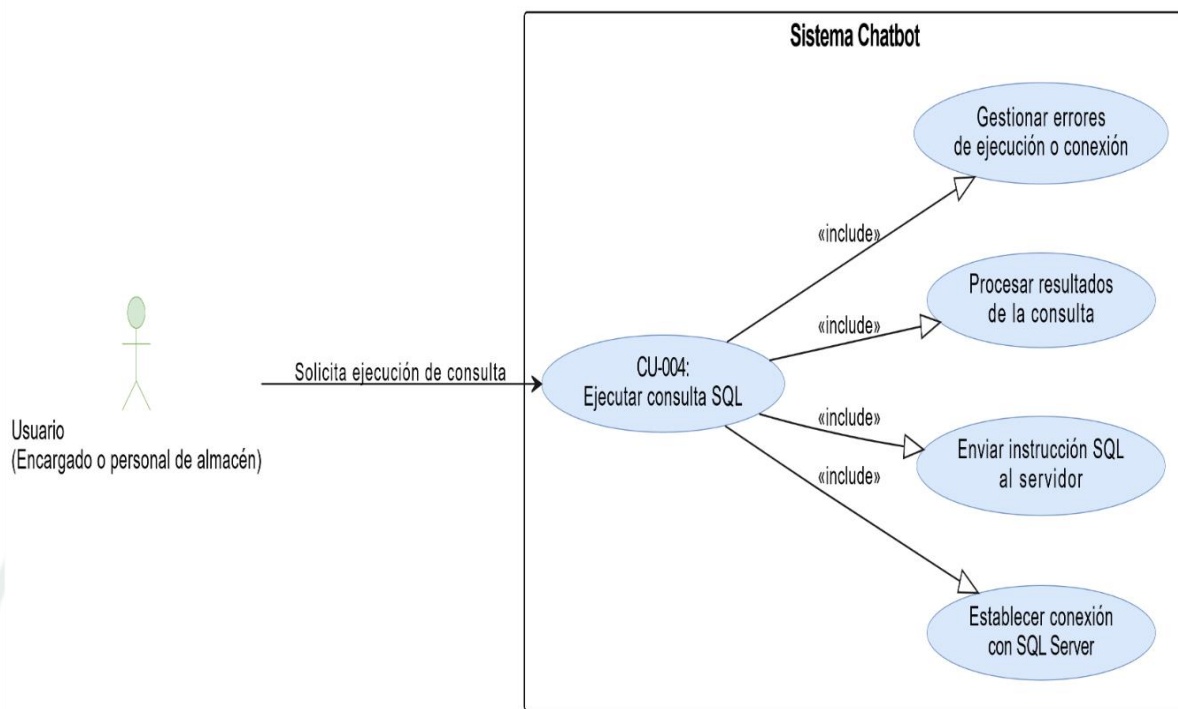 Sistema Chatbot
Gestionar errores
de ejecución o conexión
«include»
Procesar resultados
de la consulta
«include»
Solicita ejecución de consulta
CU-004:
Ejecutar consulta SQL
Usuario
(Encargado o personal de almacén)
«include»
Enviar instrucción SQL
al servidor
«include»
Establecer conexión
con SQL Server